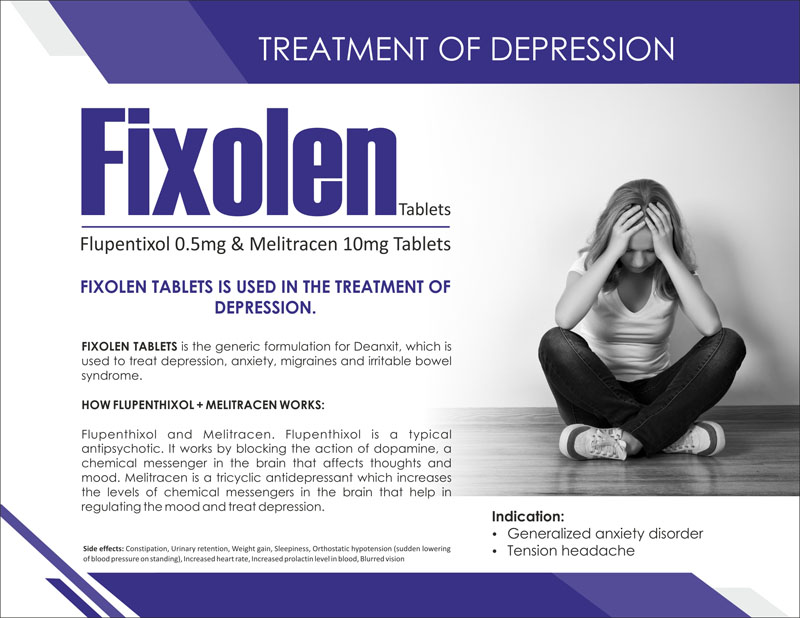 TREATMENT OF DEPRESSION
Fixolen
Tablets
Flupentixol 0.5mg & Melitracen 10mg Tablets
FIXOLEN TABLETS IS USED IN THE TREATMENT OF
DEPRESSION.
FIXOLEN TABLETS is the generic formulation for Deanxit, which is
used to treat depression, anxiety, migraines and irritable bowel
syndrome.
HOW FLUPENTHIXOL + MELITRACEN WORKS:
Flupenthixol and Melitracen. Flupenthixol is a typical
antipsychotic. It works by blocking the action of dopamine, a
chemical messenger in the brain that affects thoughts and
mood. Melitracen is a tricyclic antidepressant which increases
the levels of chemical messengers in the brain that help in
regulating the mood and treat depression.
Side effects: Constipation, Urinary retention, Weight gain, Sleepiness, Orthostatic hypotension (sudden lowering
of blood pressure on standing), Increased heart rate, Increased prolactin level in blood, Blurred vision
Indication:
• Generalized anxiety disorder
• Tension headache